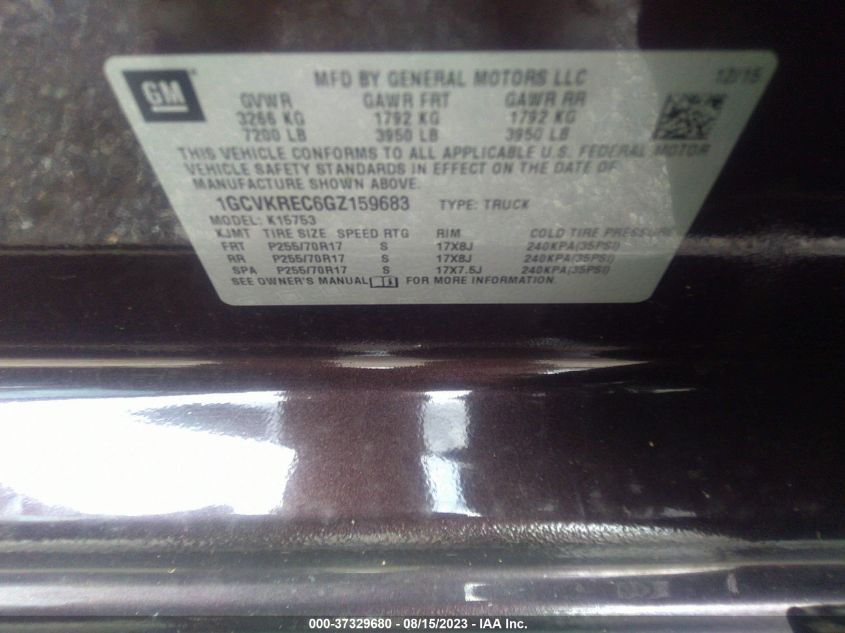 GM
MFD BY GENERAL MOTORS LLC 12/15
GVWR GAWR FRT GAWR RR
3266 KG 1792 KG 1792 KG
7200 LB 3950 LB 3950 LB
THIS VEHICLE CONFORMS TO ALL APPLICABLE U.S. FEDERAL MOTOR
VEHICLE SAFETY STANDARDS IN EFFECT ON THE DATE OF
MANUFACTURE SHOWN ABOVE.
1GCVKREC6GZ159683 TYPE: TRUCK
MODEL: K15753
KJMT TIRE SIZE SPEED RTG RIM COLD TIRE PRESSURE
FRT P255/70R17 S 17X8J 240KPA(35PSI)
RR P255/70R17 S 17X8J 240KPA(35PSI)
SPA P255/70R17 S 17X7.5J 240KPA(35PSI)
SEE OWNER'S MANUAL FOR MORE INFORMATION.
000-37329680 - 08/15/2023 - IAA Inc.